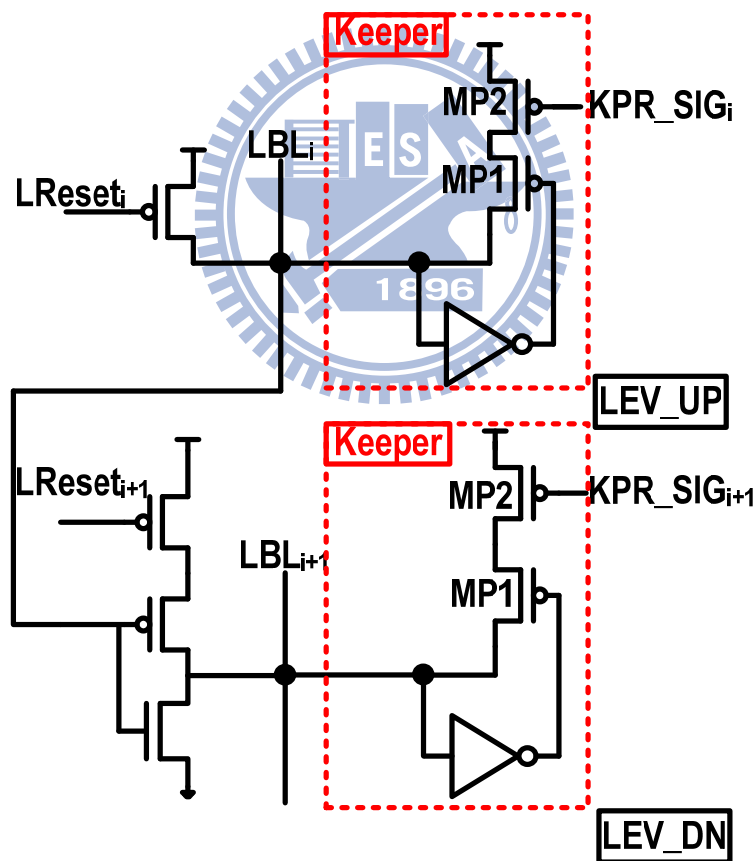 Keeper
MP2
KPR_SIGi
LBLi
E S A
MP1
LReseti
1896
LEV_UP
Keeper
LReseti+1
MP2
KPR_SIGi+1
LBLi+1
MP1
LEV_DN